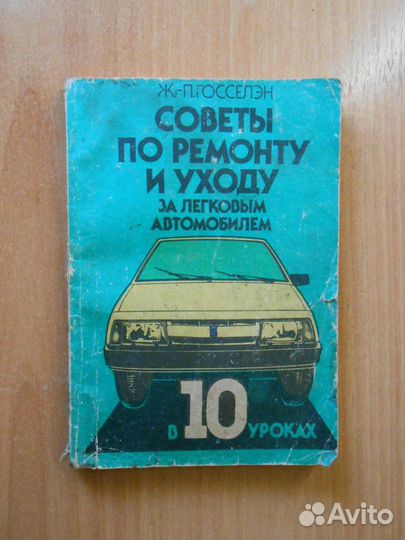 Ж.-П.ГОССЕЛЭН
СОВЕТЫ
ПО РЕМОНТУ
И УХОДУ
ЗА ЛЕГКОВЫМ
АВТОМОБИЛЕМ
В 10 УРОКАХ
Avito